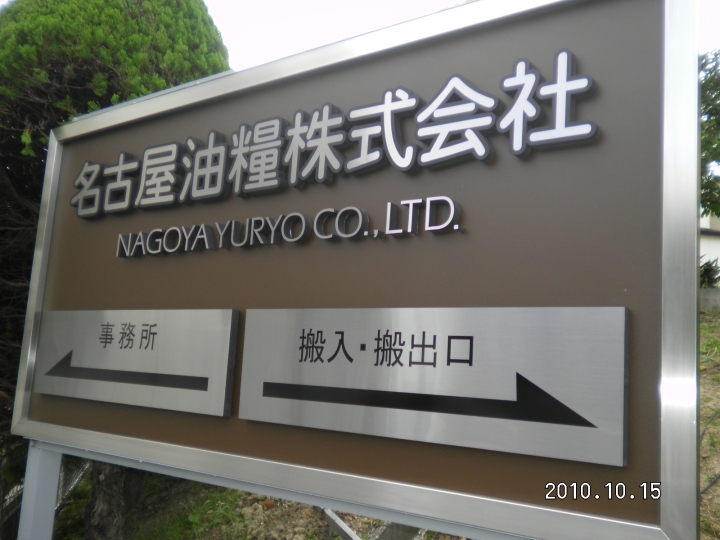 名古屋油糧株式会社
NAGOYA YURYO CO.,LTD.
事務所
搬入・搬出口
2010.10.15